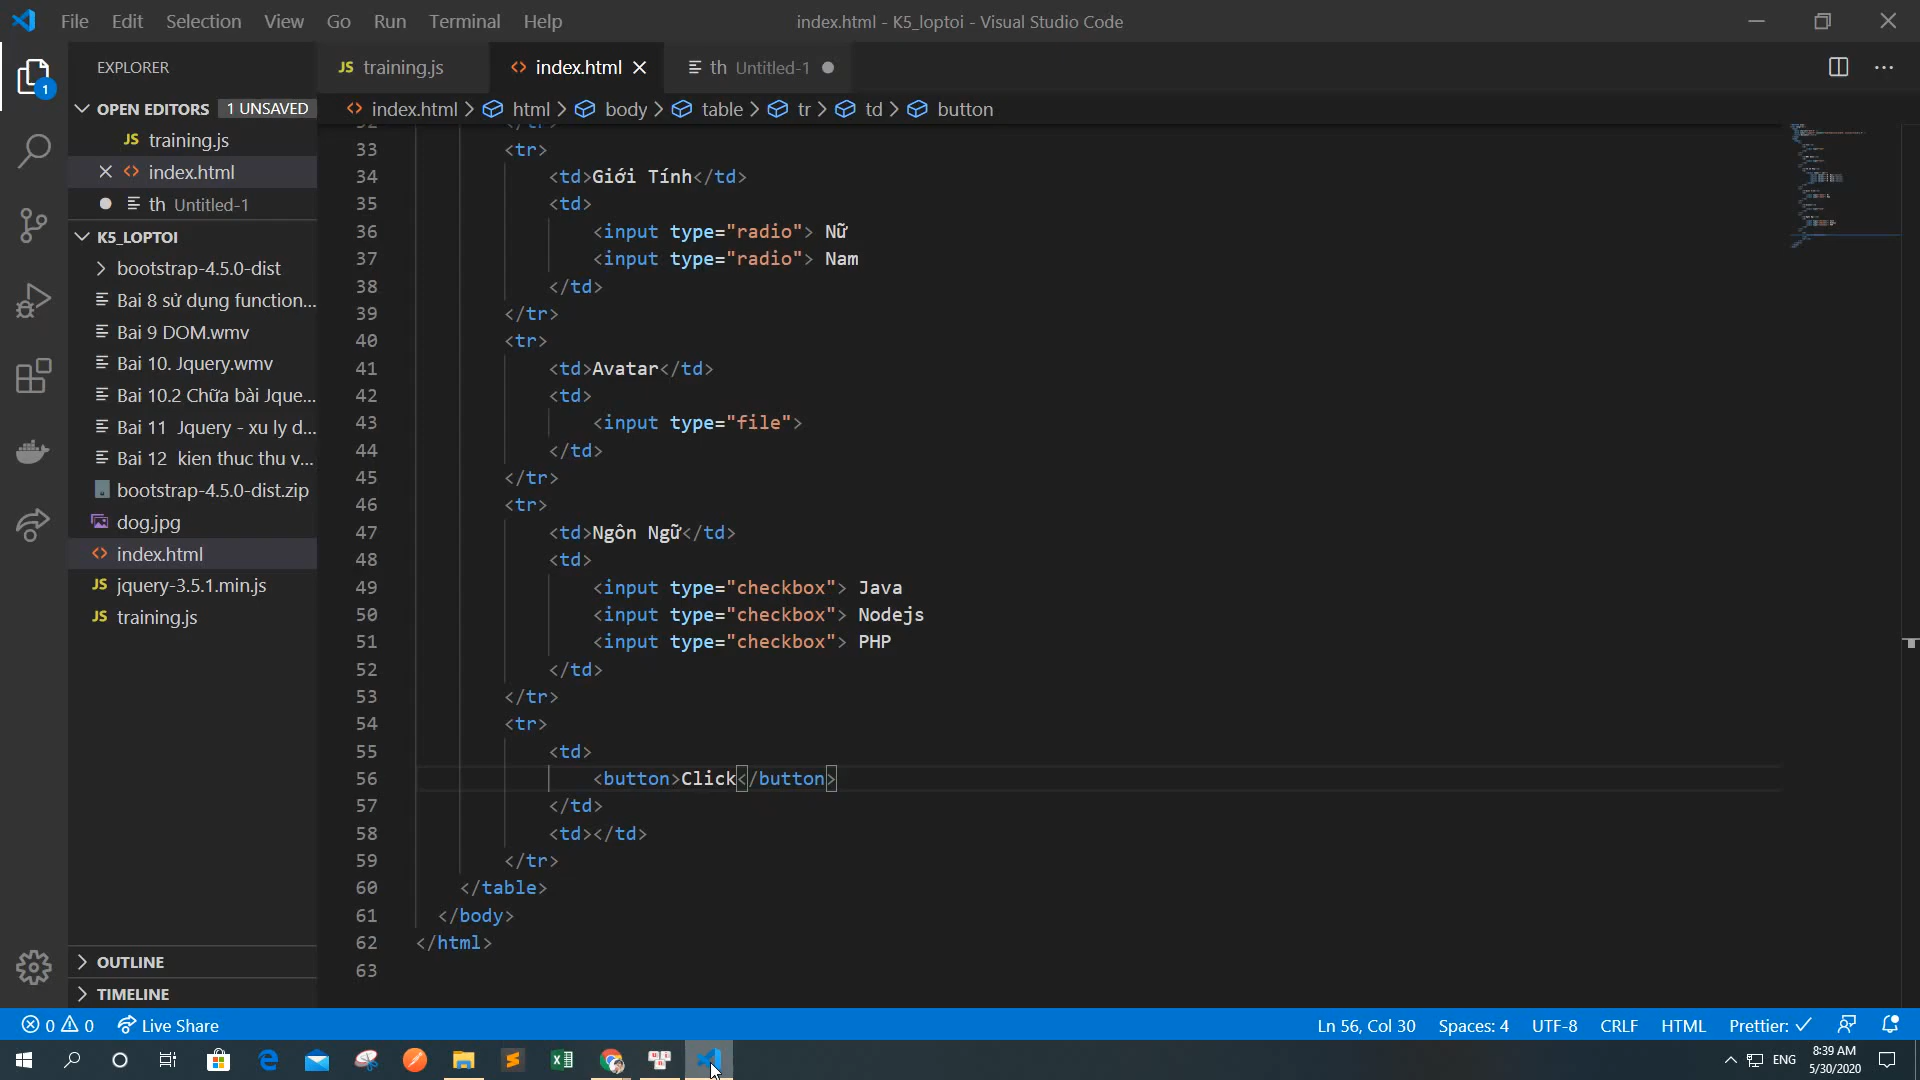 File Edit Selection View Go Run Terminal Help
index.html - K5_loptoi - Visual Studio Code
EXPLORER
OPEN EDITORS 1 UNSAVED
JS training.js
index.html
th Untitled-1
K5_LOPTOI
bootstrap-4.5.0-dist
Bai 8 sử dụng function...
Bai 9 DOM.wmv
Bai 10. Jquery.wmv
Bai 10.2 Chữa bài Jque...
Bai 11 Jquery - xu ly d...
Bai 12 kien thuc thu v...
bootstrap-4.5.0-dist.zip
dog.jpg
index.html
JS jquery-3.5.1.min.js
JS training.js
OUTLINE
TIMELINE
JS training.js
index.html
th Untitled-1
index.html > html > body > table > tr > td > button
33 <tr>
34 <td>Giới Tính</td>
35 <td>
36 <input type="radio"> Nữ
37 <input type="radio"> Nam
38 </td>
39 </tr>
40 <tr>
41 <td>Avatar</td>
42 <td>
43 <input type="file">
44 </td>
45 </tr>
46 <tr>
47 <td>Ngôn Ngữ</td>
48 <td>
49 <input type="checkbox"> Java
50 <input type="checkbox"> Nodejs
51 <input type="checkbox"> PHP
52 </td>
53 </tr>
54 <tr>
55 <td>
56 <button>Click</button>
57 </td>
58 <td></td>
59 </tr>
60 </table>
61 </body>
62 </html>
63
0 0 Live Share
Ln 56, Col 30 Spaces: 4 UTF-8 CRLF HTML Prettier: ✓
ENG
8:39 AM
5/30/2020